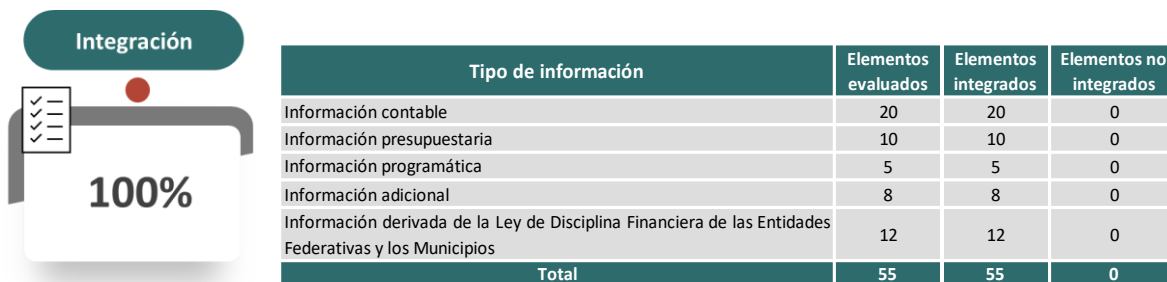 Integración
100%
Tipo de información Elementos evaluados Elementos integrados Elementos no integrados
Información contable 20 20 0
Información presupuestaria 10 10 0
Información programática 5 5 0
Información adicional 8 8 0
Información derivada de la Ley de Disciplina Financiera de las Entidades
Federativas y los Municipios 12 12 0
Total 55 55 0